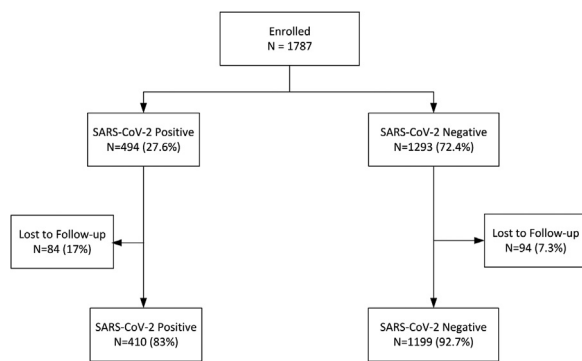 Enrolled
N = 1787
SARS-CoV-2 Positive
N=494 (27.6%)
SARS-CoV-2 Negative
N=1293 (72.4%)
Lost to Follow-up
N=84 (17%)
Lost to Follow-up
N=94 (7.3%)
SARS-CoV-2 Positive
N=410 (83%)
SARS-CoV-2 Negative
N=1199 (92.7%)